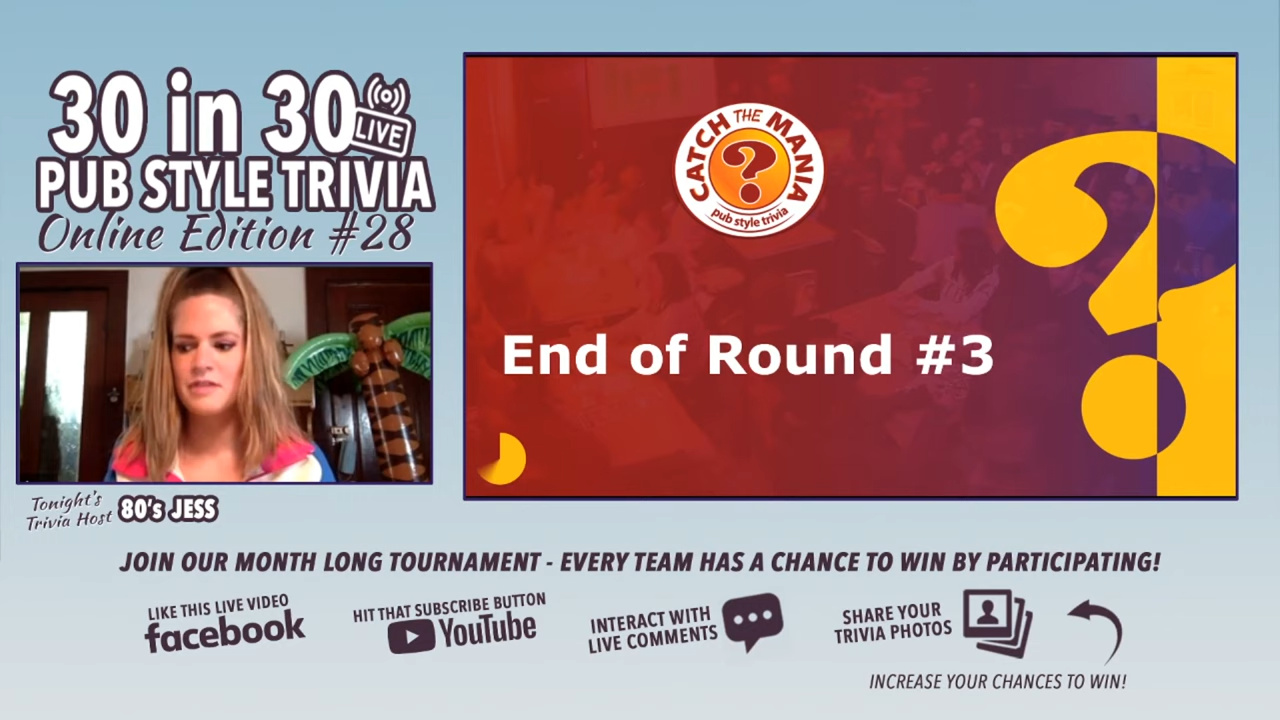 30 in 30
LIVE
PUB STYLE TRIVIA
Online Edition #28
CATCH THE MANIA
?
pub style trivia
?
End of Round #3
Tonight's
Trivia Host
80's JESS
JOIN OUR MONTH LONG TOURNAMENT - EVERY TEAM HAS A CHANCE TO WIN BY PARTICIPATING!
LIKE THIS LIVE VIDEO
facebook
HIT THAT SUBSCRIBE BUTTON
YouTube
INTERACT WITH
LIVE COMMENTS
SHARE YOUR
TRIVIA PHOTOS
INCREASE YOUR CHANCES TO WIN!